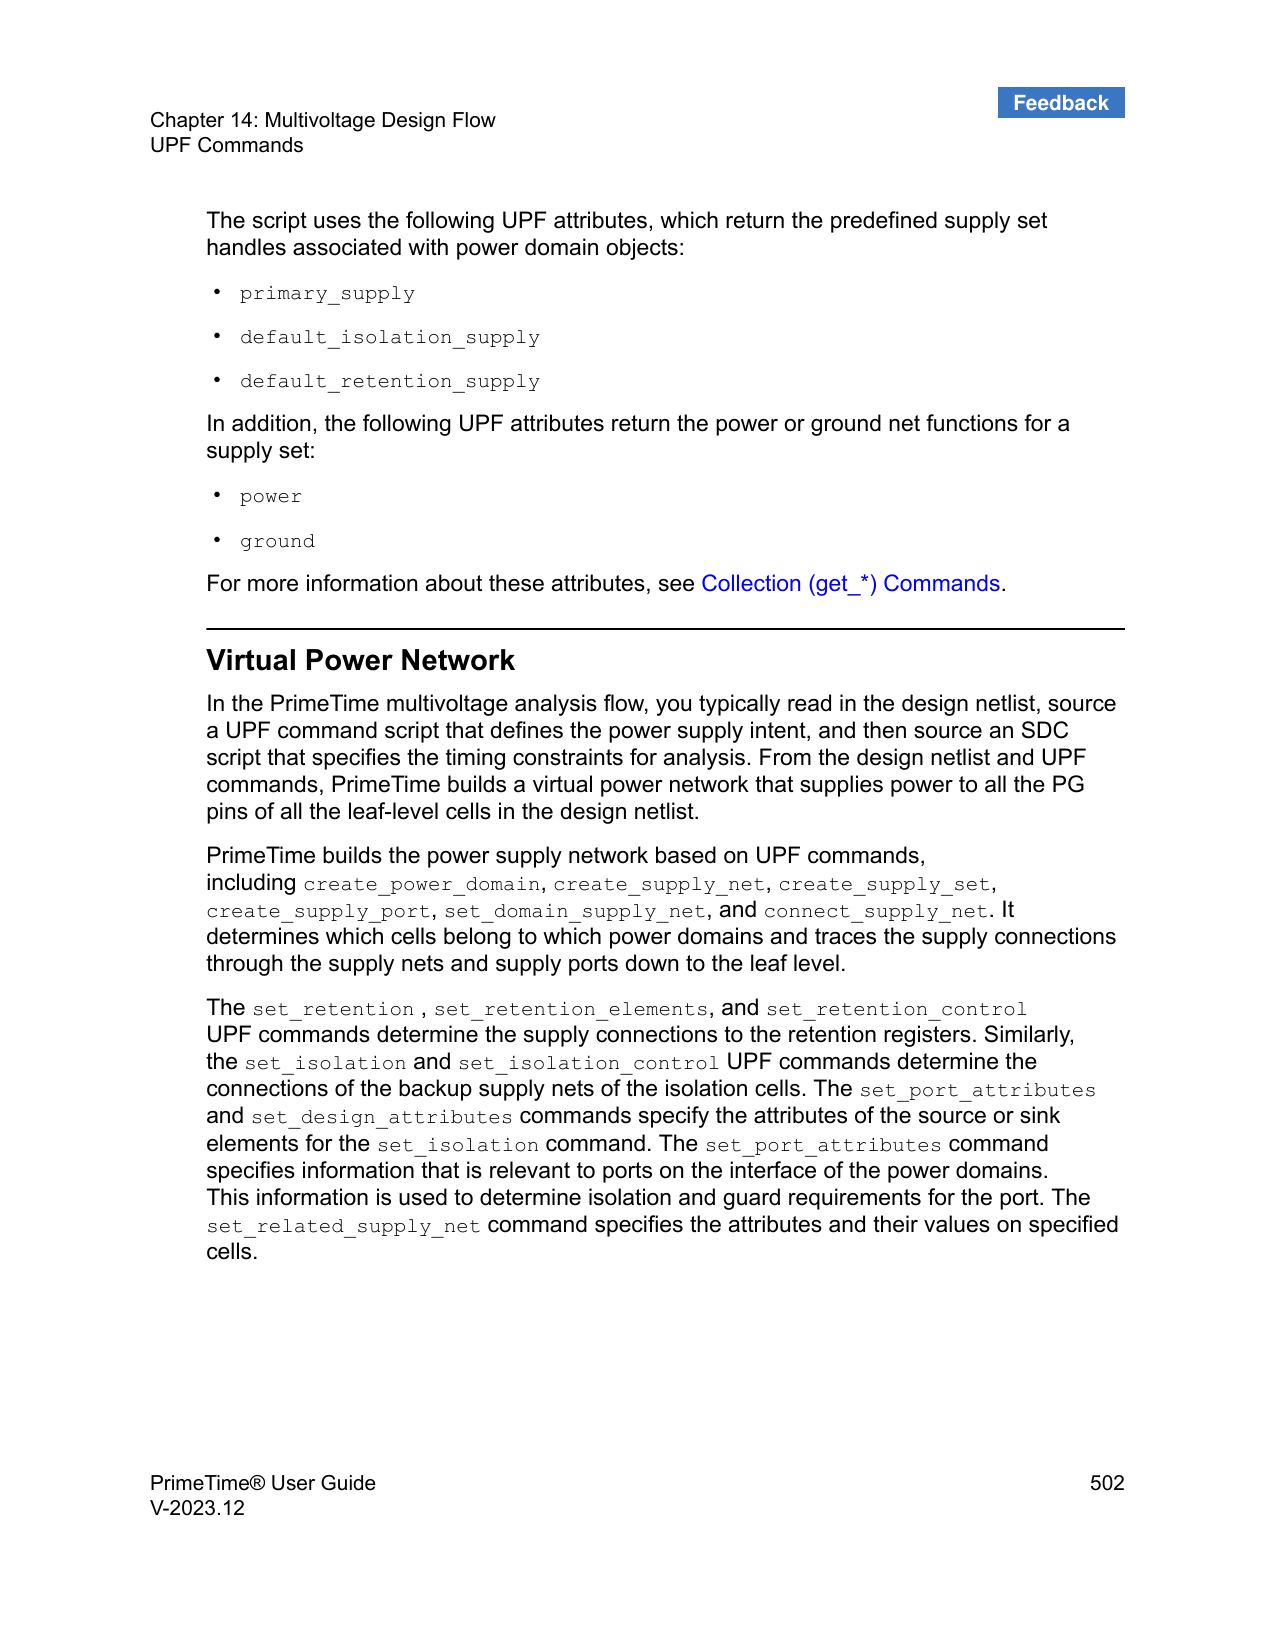 Feedback
Chapter 14: Multivoltage Design Flow
UPF Commands
The script uses the following UPF attributes, which return the predefined supply set
handles associated with power domain objects:
• primary_supply
• default_isolation_supply
• default_retention_supply
In addition, the following UPF attributes return the power or ground net functions for a
supply set:
• power
• ground
For more information about these attributes, see Collection (get_*) Commands.
Virtual Power Network
In the PrimeTime multivoltage analysis flow, you typically read in the design netlist, source
a UPF command script that defines the power supply intent, and then source an SDC
script that specifies the timing constraints for analysis. From the design netlist and UPF
commands, PrimeTime builds a virtual power network that supplies power to all the PG
pins of all the leaf-level cells in the design netlist.
PrimeTime builds the power supply network based on UPF commands,
including create_power_domain, create_supply_net, create_supply_set,
create_supply_port, set_domain_supply_net, and connect_supply_net. It
determines which cells belong to which power domains and traces the supply connections
through the supply nets and supply ports down to the leaf level.
The set_retention , set_retention_elements, and set_retention_control
UPF commands determine the supply connections to the retention registers. Similarly,
the set_isolation and set_isolation_control UPF commands determine the
connections of the backup supply nets of the isolation cells. The set_port_attributes
and set_design_attributes commands specify the attributes of the source or sink
elements for the set_isolation command. The set_port_attributes command
specifies information that is relevant to ports on the interface of the power domains.
This information is used to determine isolation and guard requirements for the port. The
set_related_supply_net command specifies the attributes and their values on specified
cells.
PrimeTime® User Guide
502
V-2023.12